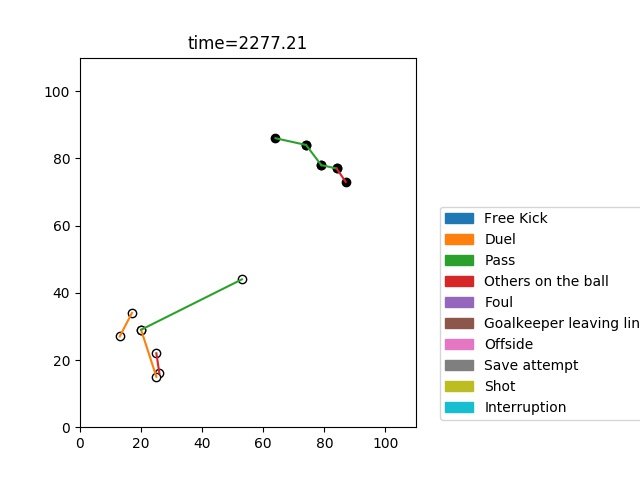 time=2277.21
100
80
60
40
20
0
0 20 40 60 80 100
Free Kick
Duel
Pass
Others on the ball
Foul
Goalkeeper leaving lin
Offside
Save attempt
Shot
Interruption